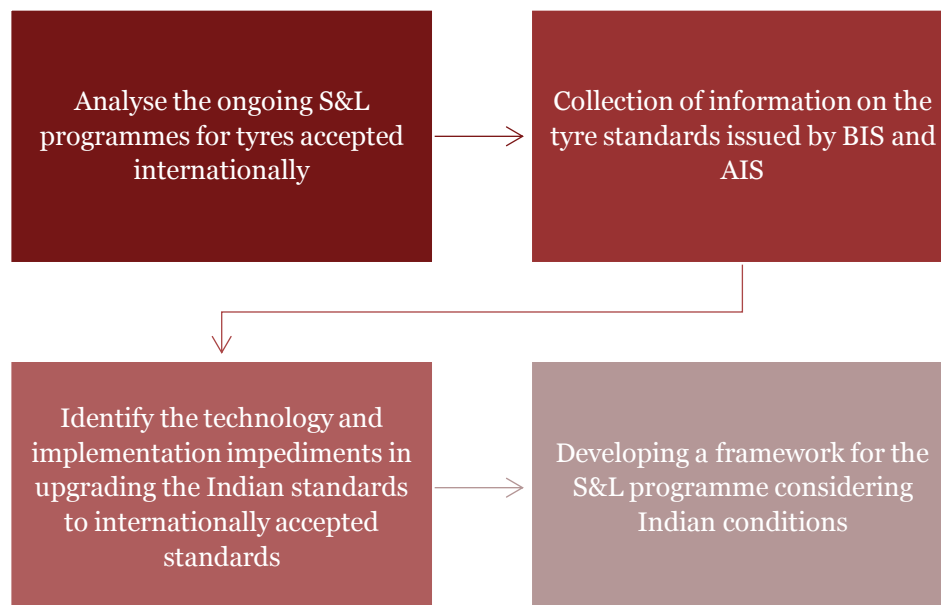 Analyse the ongoing S&L
programmes for tyres accepted
internationally
Collection of information on the
tyre standards issued by BIS and
AIS
Identify the technology and
implementation impediments in
upgrading the Indian standards
to internationally accepted
standards
Developing a framework for the
S&L programme considering
Indian conditions